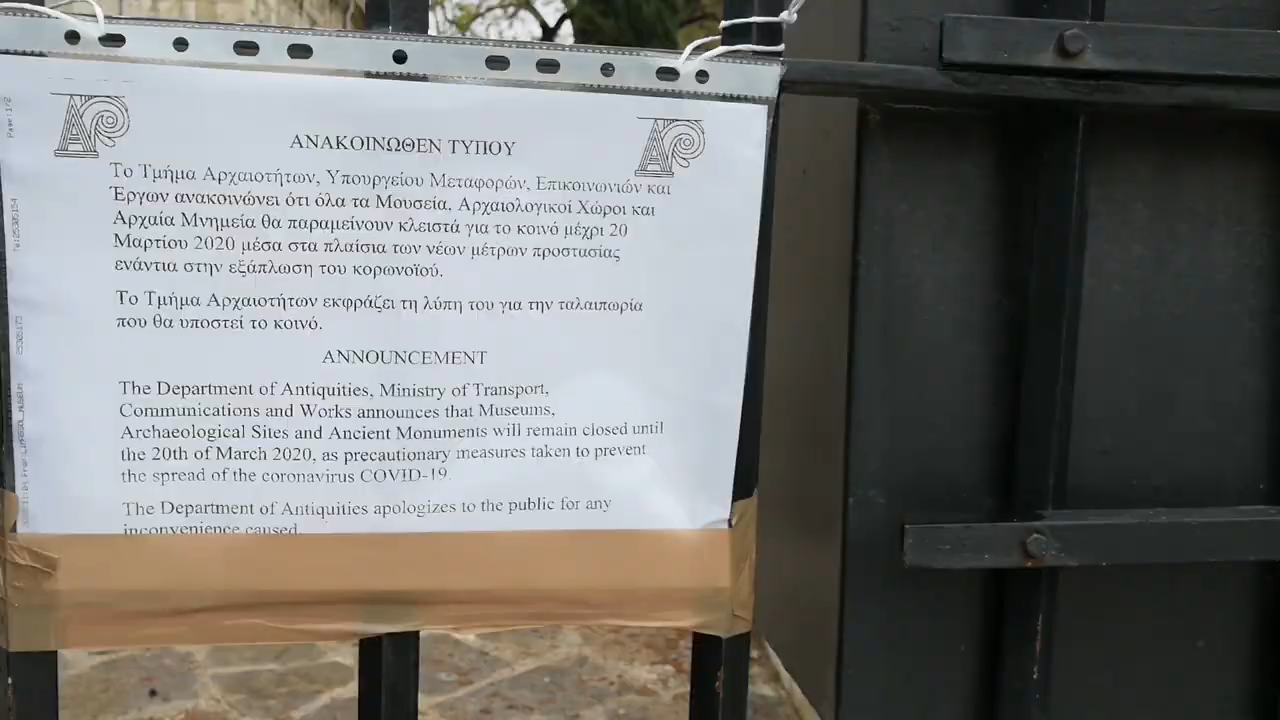 ΑΝΑΚΟΙΝΩΘΕΝ ΤΥΠΟΥ
Το Τμήμα Αρχαιοτήτων, Υπουργείου Μεταφορών, Επικοινωνιών και
Έργων ανακοινώνει ότι όλα τα Μουσεία, Αρχαιολογικοί Χώροι και
Αρχαία Μνημεία θα παραμείνουν κλειστά για το κοινό μέχρι 20
Μαρτίου 2020 μέσα στα πλαίσια των νέων μέτρων προστασίας
ενάντια στην εξάπλωση του κορωνοϊού.
Το Τμήμα Αρχαιοτήτων εκφράζει τη λύπη του για την ταλαιπωρία
που θα υποστεί το κοινό.
ANNOUNCEMENT
The Department of Antiquities, Ministry of Transport,
Communications and Works announces that Museums,
Archaeological Sites and Ancient Monuments will remain closed until
the 20th of March 2020, as precautionary measures taken to prevent
the spread of the coronavirus COVID-19.
The Department of Antiquities apologizes to the public for any
inconvenience caused.